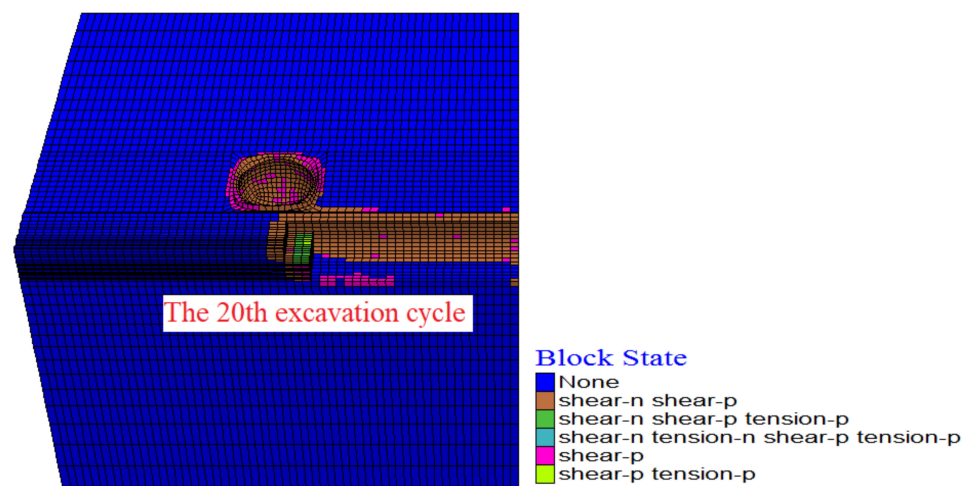 The 20th excavation cycle
Block State
None
shear-n shear-p
shear-n shear-p tension-p
shear-n tension-n shear-p tension-p
shear-p
shear-p tension-p